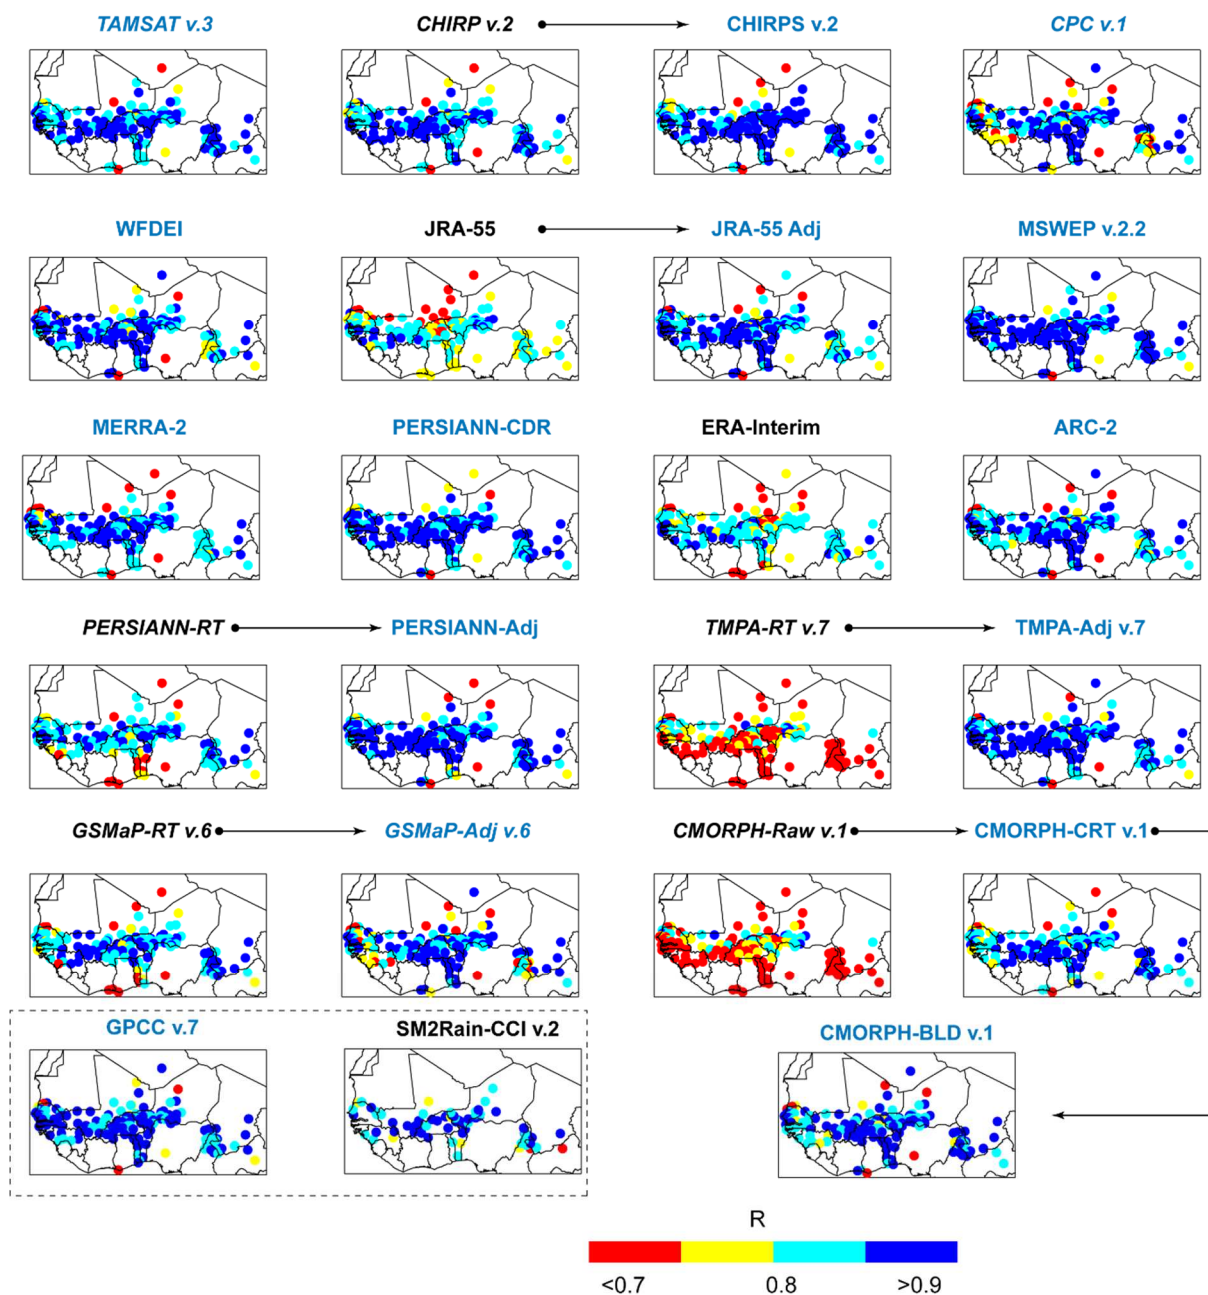 TAMSAT v.3
CHIRP v.2
CHIRPS v.2
CPC v.1
WFDEI
JRA-55
JRA-55 Adj
MSWEP v.2.2
MERRA-2
PERSIANN-CDR
ERA-Interim
ARC-2
PERSIANN-RT
PERSIANN-Adj
TMPA-RT v.7
TMPA-Adj v.7
GSMaP-RT v.6
GSMaP-Adj v.6
CMORPH-Raw v.1
CMORPH-CRT v.1
GPCC v.7
SM2Rain-CCI v.2
CMORPH-BLD v.1
R
<0.7
0.8
>0.9